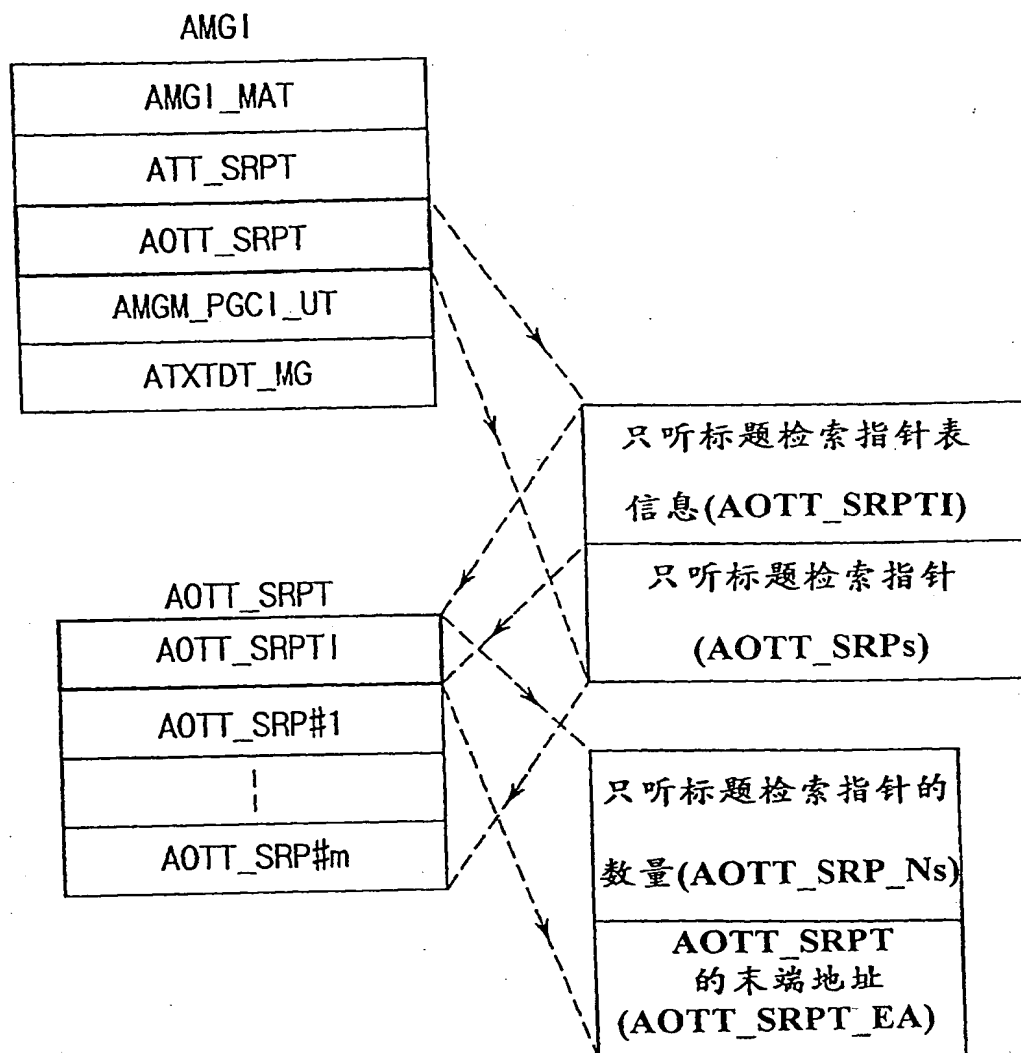 AMGI
AMGI_MAT
ATT_SRPT
AOTT_SRPT
AMGM_PGCI_UT
ATXTDT_MG
只听标题检索指针表
信息(AOTT_SRPTI)
只听标题检索指针
(AOTT_SRPs)
AOTT_SRPT
AOTT_SRPTI
AOTT_SRP#1
AOTT_SRP#m
只听标题检索指针的
数量(AOTT_SRP_Ns)
AOTT_SRPT
的末端地址
(AOTT_SRPT_EA)